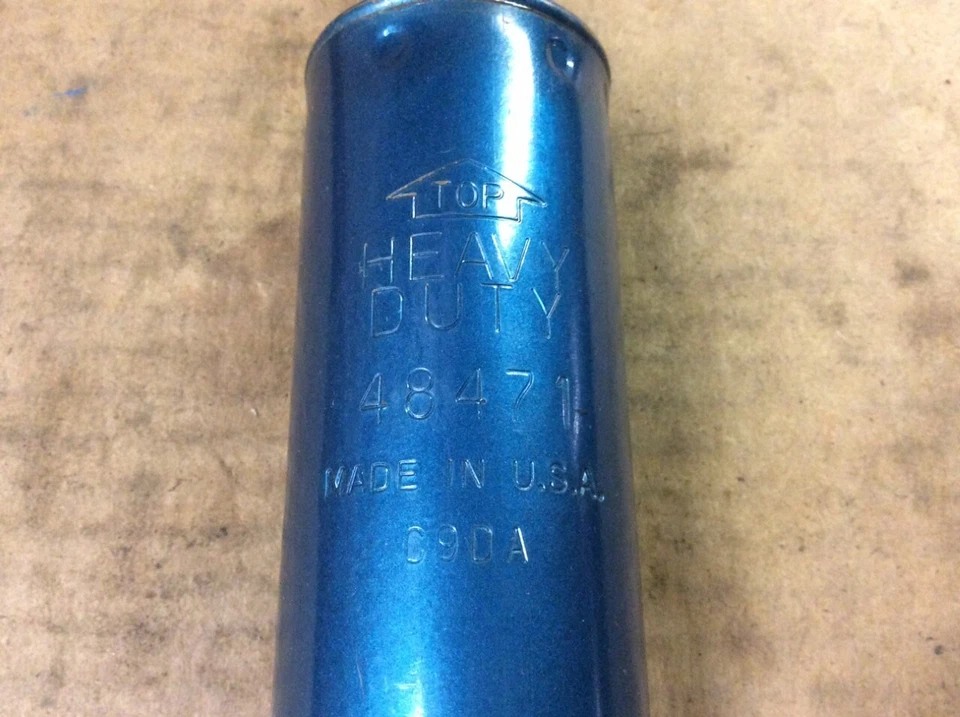 TOP
HEAVY
DUTY
48471
MADE IN U.S.A.
C9DA